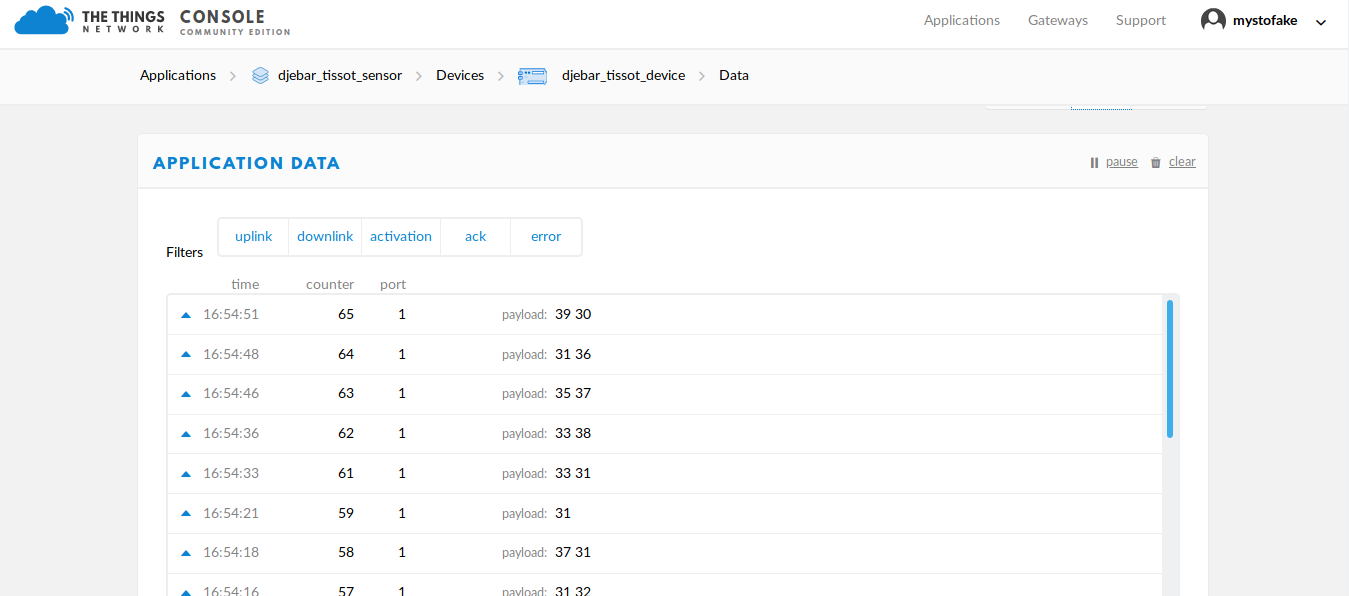 THE THINGS
NETWORK
CONSOLE
COMMUNITY EDITION
Applications Gateways Support mystofake
Applications djebar_tissot_sensor Devices djebar_tissot_device Data
APPLICATION DATA
pause clear
Filters uplink downlink activation ack error
time counter port
16:54:51 65 1 payload: 39 30
16:54:48 64 1 payload: 31 36
16:54:46 63 1 payload: 35 37
16:54:36 62 1 payload: 33 38
16:54:33 61 1 payload: 33 31
16:54:21 59 1 payload: 31
16:54:18 58 1 payload: 37 31
16:54:16 57 1 payload: 31 32